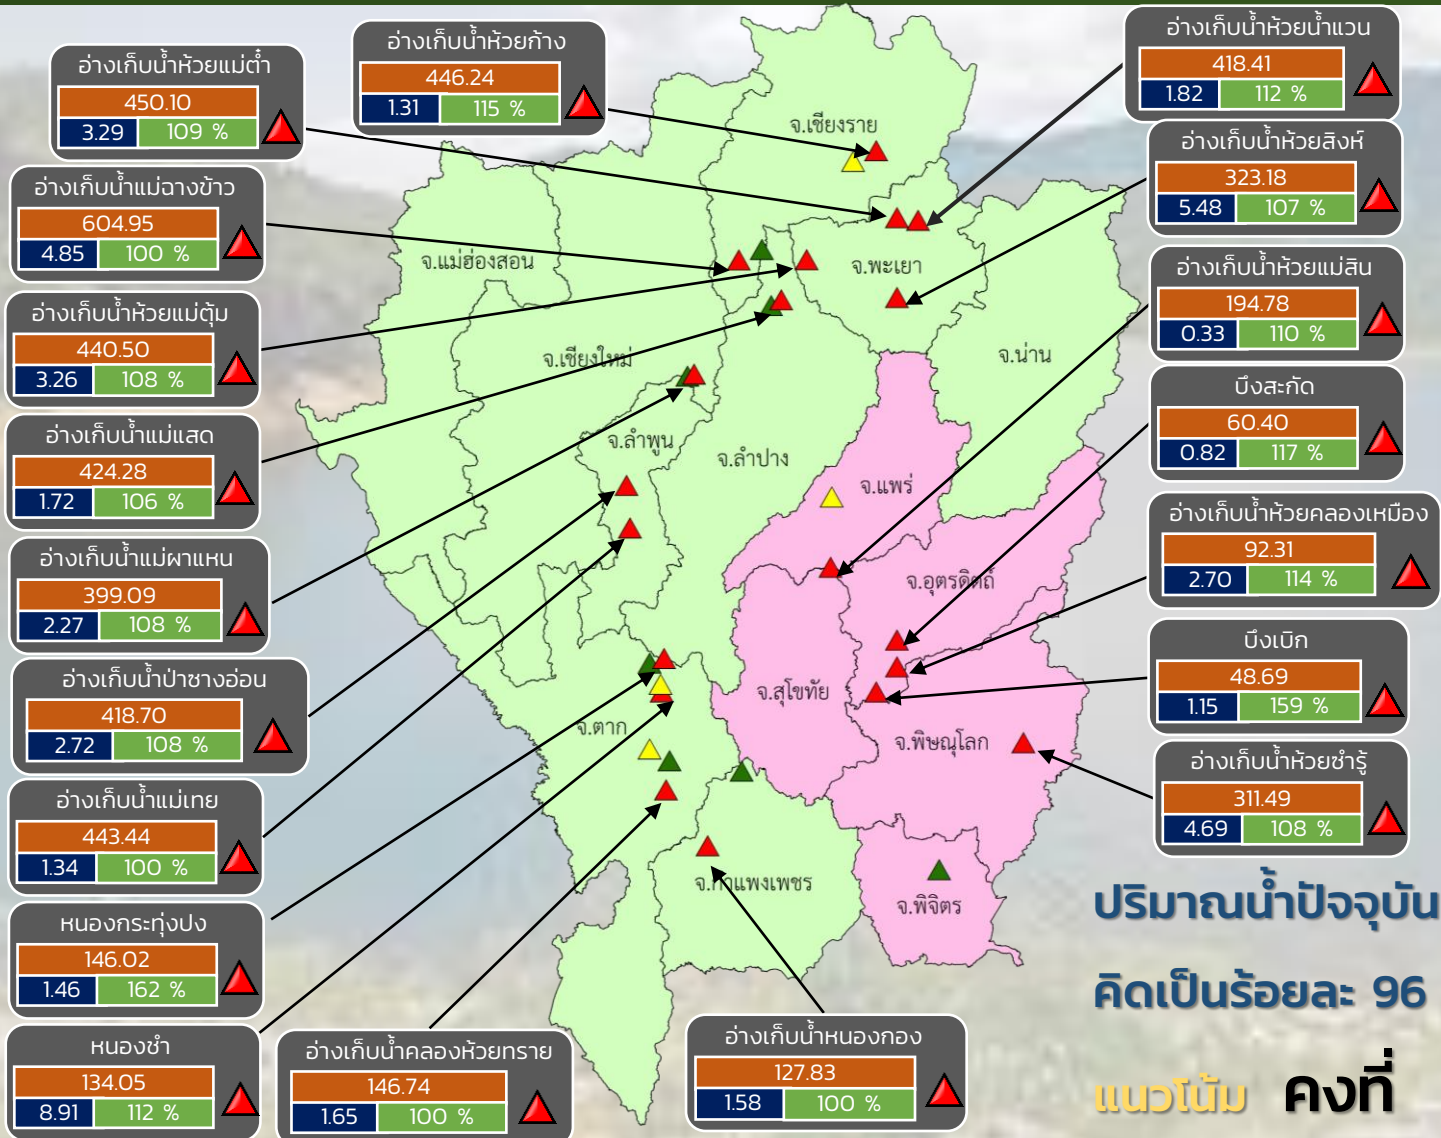 อ่างเก็บน้ำห้วยแม่ต๋ำ
450.10
3.29 109 %
อ่างเก็บน้ำห้วยก้าง
446.24
1.31 115 %
อ่างเก็บน้ำห้วยน้ำแวน
418.41
1.82 112 %
อ่างเก็บน้ำแม่ฉางข้าว
604.95
4.85 100 %
อ่างเก็บน้ำห้วยสิงห์
323.18
5.48 107 %
อ่างเก็บน้ำห้วยแม่ตุ้ม
440.50
3.26 108 %
อ่างเก็บน้ำห้วยแม่สิน
194.78
0.33 110 %
อ่างเก็บน้ำแม่แสด
424.28
1.72 106 %
บึงสะกัด
60.40
0.82 117 %
อ่างเก็บน้ำแม่ผาแหน
399.09
2.27 108 %
อ่างเก็บน้ำห้วยคลองเหมือง
92.31
2.70 114 %
อ่างเก็บน้ำป่าซางอ่อน
418.70
2.72 108 %
บึงเบิก
48.69
1.15 159 %
อ่างเก็บน้ำแม่เทย
443.44
1.34 100 %
อ่างเก็บน้ำห้วยซำรู้
311.49
4.69 108 %
หนองกระทุ่งปง
146.02
1.46 162 %
หนองชำ
134.05
8.91 112 %
อ่างเก็บน้ำคลองห้วยทราย
146.74
1.65 100 %
อ่างเก็บน้ำหนองกอง
127.83
1.58 100 %
จ.เชียงราย
จ.แม่ฮ่องสอน
จ.พะเยา
จ.เชียงใหม่
จ.น่าน
จ.ลำพูน
จ.ลำปาง
จ.แพร่
จ.อุตรดิตถ์
จ.สุโขทัย
จ.ตาก
จ.พิษณุโลก
จ.กำแพงเพชร
จ.พิจิตร
ปริมาณน้ำปัจจุบัน
คิดเป็นร้อยละ 96
แนวโน้ม คงที่